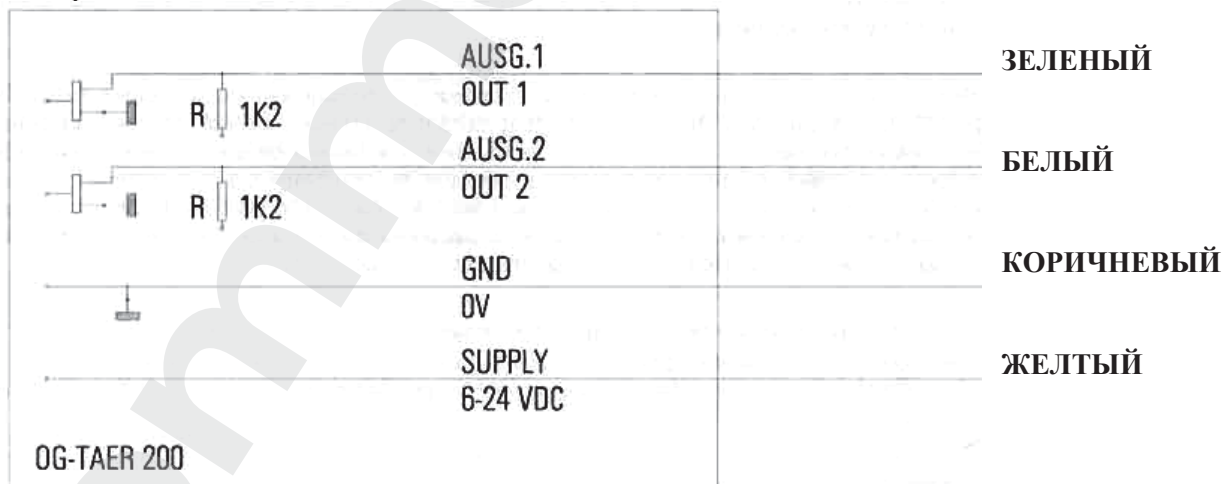 AUSG.1
ЗЕЛЕНЫЙ
OUT 1
R 1K2
AUSG.2
БЕЛЫЙ
OUT 2
R 1K2
GND
КОРИЧНЕВЫЙ
0V
SUPPLY
ЖЕЛТЫЙ
6-24 VDC
OG-TAER 200